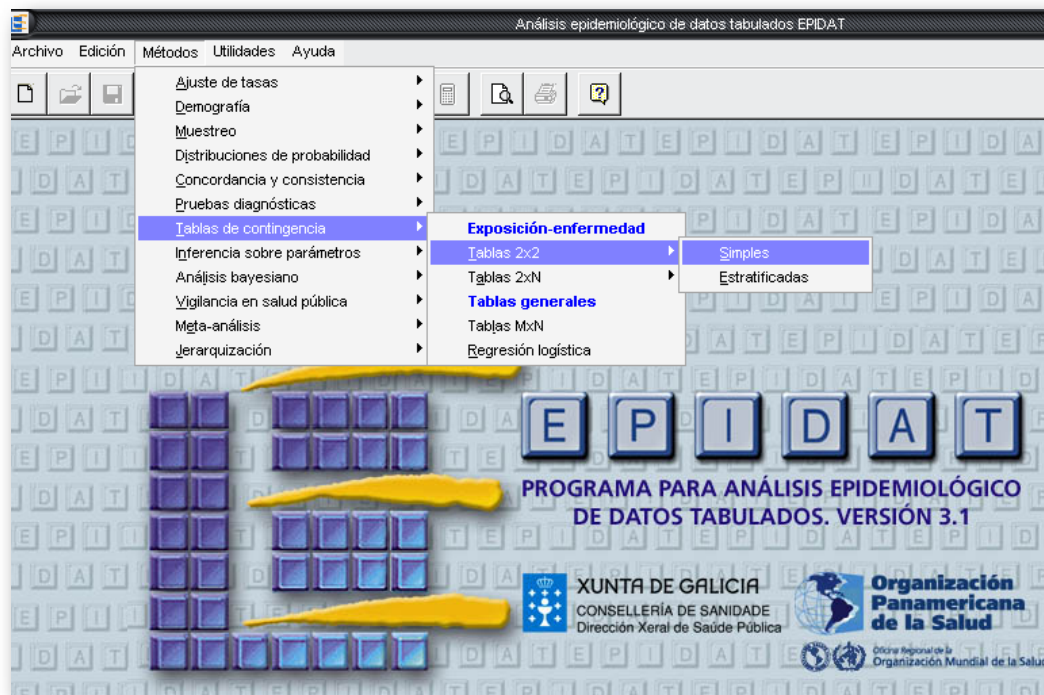 Análisis epidemiológico de datos tabulados EPIDAT
Archivo Edición Métodos Utilidades Ayuda
Ajuste de tasas
Demografía
Muestreo
Distribuciones de probabilidad
Concordancia y consistencia
Pruebas diagnósticas
Tablas de contingencia
Inferencia sobre parámetros
Análisis bayesiano
Vigilancia en salud pública
Meta-análisis
Jerarquización
Exposición-enfermedad
Tablas 2x2
Tablas 2xN
Tablas generales
Tablas MxN
Regresión logística
Simples
Estratificadas
EPIDAT
PROGRAMA PARA ANÁLISIS EPIDEMIOLÓGICO
DE DATOS TABULADOS. VERSIÓN 3.1
XUNTA DE GALICIA
CONSELLERÍA DE SANIDADE
Dirección Xeral de Saúde Pública
Organización
Panamericana
de la Salud
Oficina Regional de la
Organización Mundial de la Salud